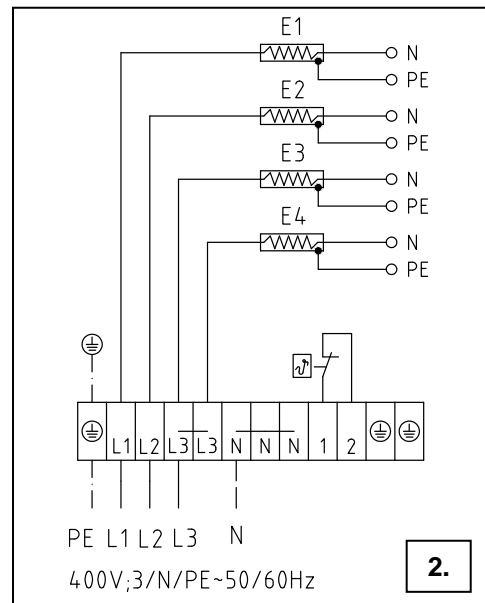 E1
N
PE
E2
N
PE
E3
N
PE
E4
N
PE
ϑ
L1 L2 L3 L3 N N N 1 2
PE L1 L2 L3 N
400V;3/N/PE~50/60Hz
2.